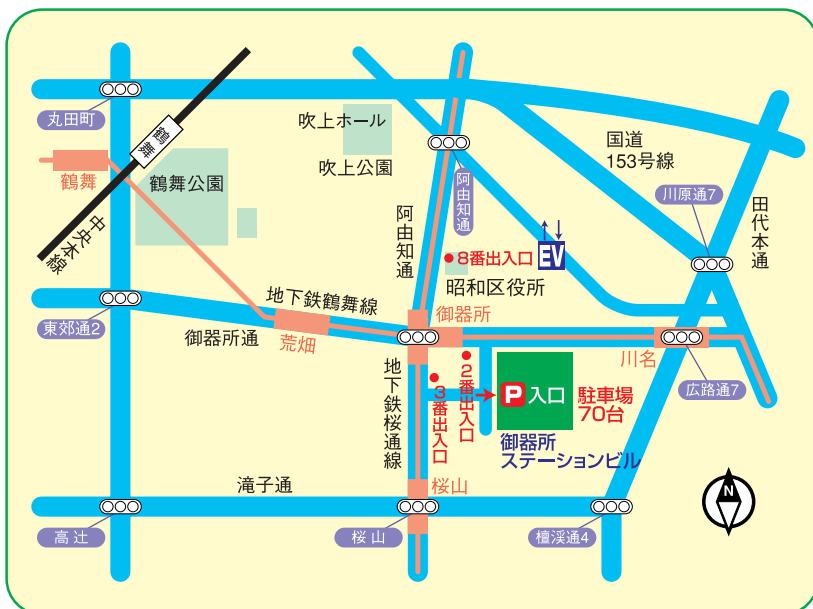 丸田町
鶴舞
鶴舞
中央本線
鶴舞公園
吹上ホール
吹上公園
阿由知通
阿由知通
国道
153号線
川原通7
田代本通
8番出入口
EV
昭和区役所
東郊通2
地下鉄鶴舞線
御器所通
荒畑
御器所
川名
広路通7
地下鉄桜通線
3番出入口
2番出入口
P 入口
駐車場
70台
御器所
ステーションビル
滝子通
桜山
高辻
桜山
檀渓通4
N